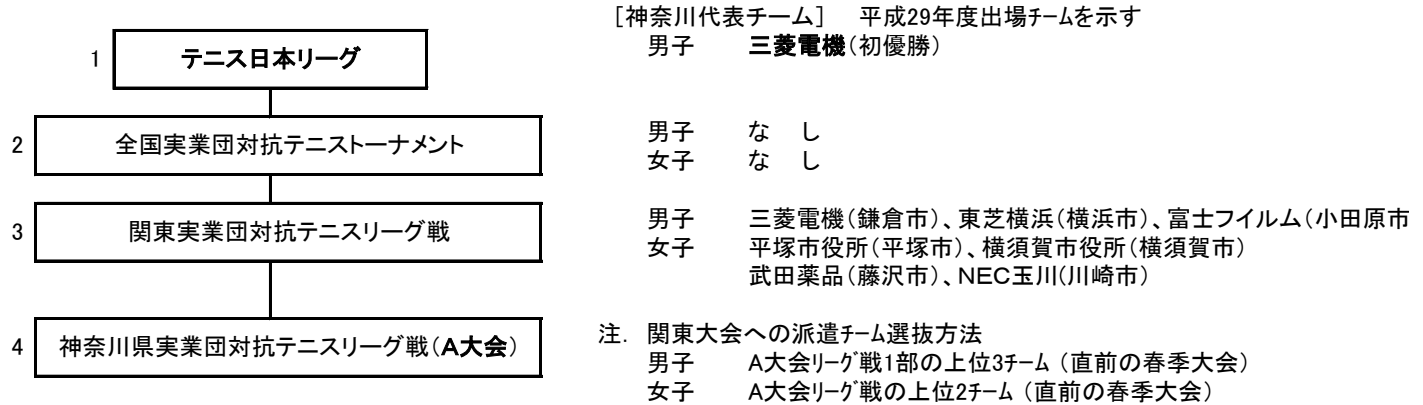 [神奈川代表チーム]　平成29年度出場ﾁｰﾑを示す
1 テニス日本リーグ
男子　三菱電機(初優勝)
2 全国実業団対抗テニストーナメント
男子　な　し
女子　な　し
3 関東実業団対抗テニスリーグ戦
男子　三菱電機(鎌倉市)、東芝横浜(横浜市)、富士フイルム(小田原市
女子　平塚市役所(平塚市)、横須賀市役所(横須賀市)
武田薬品(藤沢市)、NEC玉川(川崎市)
4 神奈川県実業団対抗テニスリーグ戦(A大会)
注．関東大会への派遣ﾁｰﾑ選抜方法
男子　A大会ﾘｰｸﾞ戦1部の上位3ﾁｰﾑ (直前の春季大会)
女子　A大会ﾘｰｸﾞ戦の上位2ﾁｰﾑ (直前の春季大会)